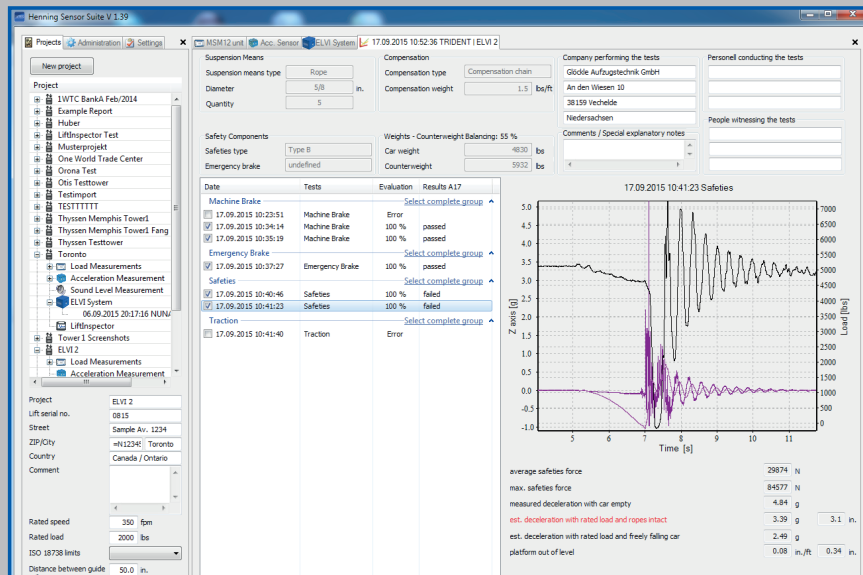 Henning Sensor Suite V 1.39
Projects Administration Settings
MSM12 unit Acc. Sensor ELVI System 17.09.2015 10:52:36 TRIDENT | ELVI 2
New project
Project
1WTC BankA Feb/2014
Example Report
Huber
LiftInspector Test
Musterprojekt
One World Trade Center
Orona Test
Otis Testtower
Testimport
TESTTTTTT
Thyssen Memphis Tower1
Thyssen Memphis Tower1 Fang
Thyssen Testtower
Toronto
Load Measurements
Acceleration Measurement
Sound Level Measurement
ELVI System
06.09.2015 20:17:16 NUNA
LiftInspector
Tower 1 Screenshots
ELVI 2
Load Measurements
Acceleration Measurement
Project ELVI 2
Lift serial no. 0815
Street Sample Av. 1234
ZIP/City =N1234! Toronto
Country Canada / Ontario
Comment
Rated speed 350 fpm
Rated load 2000 lbs
ISO 18738 limits
Distance between guide 50.0 in.
Suspension Means
Suspension means type Rope
Diameter 5/8 in.
Quantity 5
Compensation
Compensation type Compensation chain
Compensation weight 1.5 lbs/ft
Company performing the tests
Glöckle Aufzugstechnik GmbH
An den Wiesen 10
38159 Vechelde
Niedersachsen
Personell conducting the tests
People witnessing the tests
Safety Components
Safeties type Type B
Emergency brake undefined
Weights - Counterweight Balancing: 55 %
Car weight 4830 lbs
Counterweight 5932 lbs
Comments / Special explanatory notes
Date Tests Evaluation Results A17
Machine Brake Select complete group
17.09.2015 10:23:51 Machine Brake Error
17.09.2015 10:34:14 Machine Brake 100 % passed
17.09.2015 10:35:19 Machine Brake 100 % passed
Emergency Brake Select complete group
17.09.2015 10:37:27 Emergency Brake 100 % passed
Safeties Select complete group
17.09.2015 10:40:46 Safeties 100 % failed
17.09.2015 10:41:23 Safeties 100 % failed
Traction Select complete group
17.09.2015 10:41:40 Traction Error
17.09.2015 10:41:23 Safeties
Z axis [g]
5.0
4.5
4.0
3.5
3.0
2.5
2.0
1.5
1.0
0.5
0.0
-0.5
-1.0
Load [lbs]
7000
6500
6000
5500
5000
4500
4000
3500
3000
2500
2000
1500
1000
500
0
5 6 7 8 9 10 11
Time [s]
average safeties force 29874 N
max. safeties force 84577 N
measured deceleration with car empty 4.84 g
est. deceleration with rated load and ropes intact 3.39 g 3.1 in.
est. deceleration with rated load and freely falling car 2.49 g
platform out of level 0.08 in./ft 0.34 in.